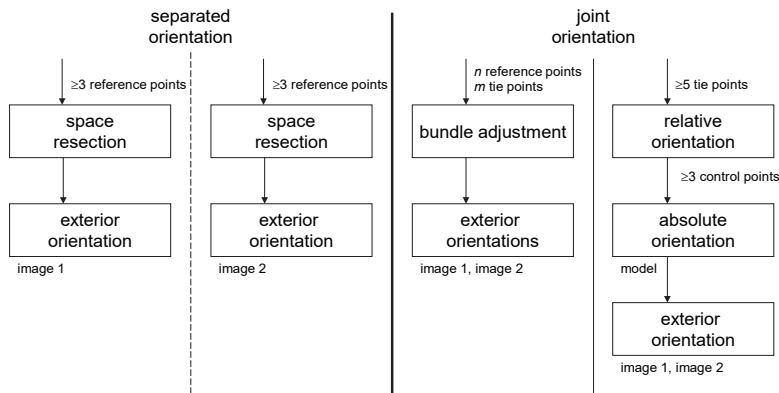 separated
orientation
joint
orientation
≥3 reference points
≥3 reference points
n reference points
m tie points
≥5 tie points
space
resection
space
resection
bundle adjustment
relative
orientation
≥3 control points
exterior
orientation
exterior
orientation
exterior
orientations
absolute
orientation
image 1
image 2
image 1, image 2
model
exterior
orientation
image 1, image 2